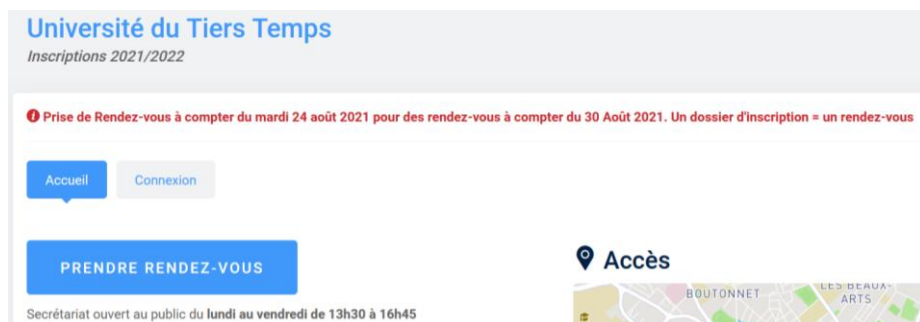 Université du Tiers Temps
Inscriptions 2021/2022
Prise de Rendez-vous à compter du mardi 24 août 2021 pour des rendez-vous à compter du 30 Août 2021. Un dossier d'inscription = un rendez-vous
Accueil
Connexion
PRENDRE RENDEZ-VOUS
Accès
BOUTONNET
LES BEAUX-
ARTS
Secrétariat ouvert au public du lundi au vendredi de 13h30 à 16h45